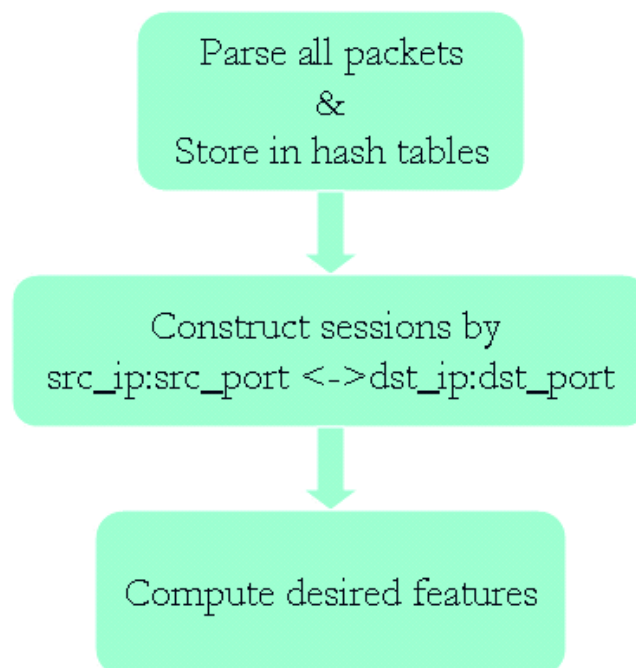 Parse all packets
&
Store in hash tables
Construct sessions by
src_ip:src_port <->dst_ip:dst_port
Compute desired features